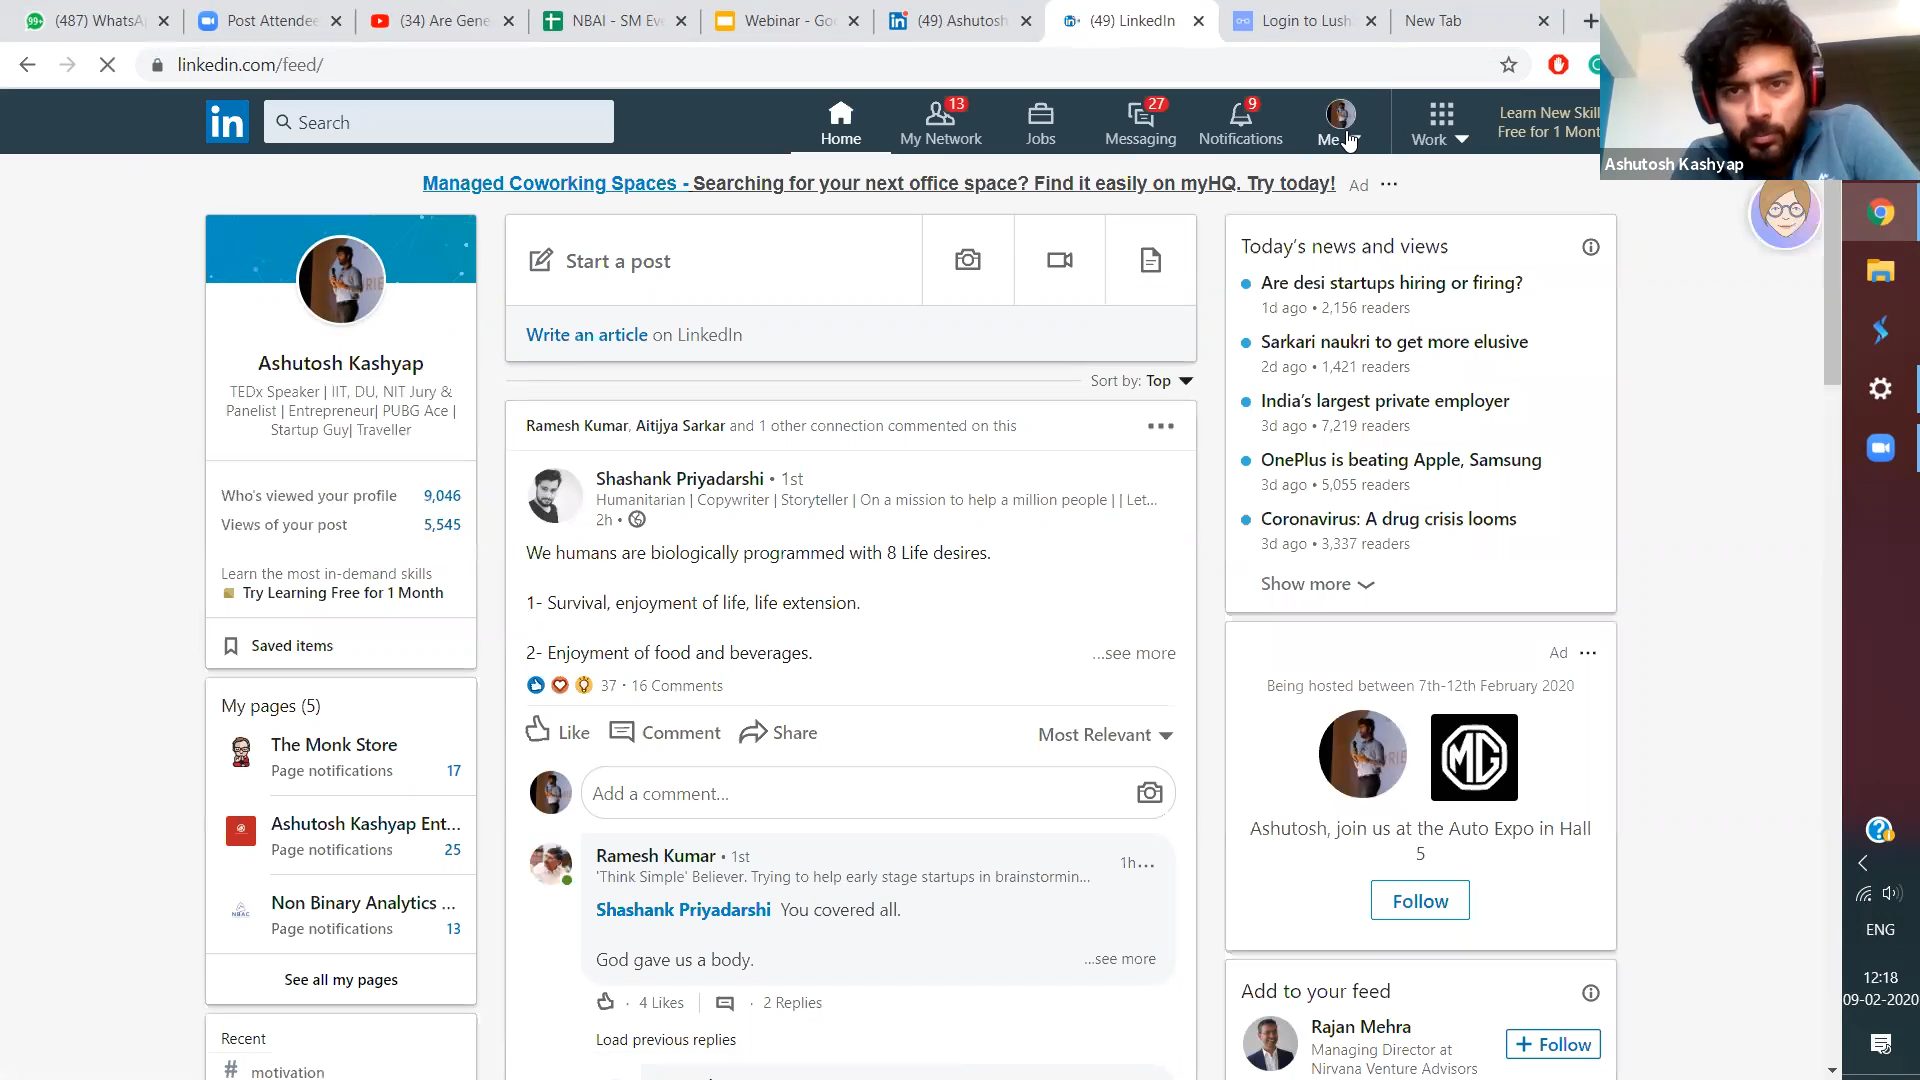 (487) WhatsA
Post Attendee
(34) Are Gene
NBAI - SM Eve
Webinar - Goo
(49) Ashutosh
(49) LinkedIn
Login to Lush
New Tab
linkedin.com/feed/
in
Search
Home
13
My Network
Jobs
27
Messaging
9
Notifications
Me
Work
Learn New Skill
Free for 1 Mont
Ashutosh Kashyap
Managed Coworking Spaces - Searching for your next office space? Find it easily on myHQ. Try today!
Ad
Ashutosh Kashyap
TEDx Speaker | IIT, DU, NIT Jury &
Panelist | Entrepreneur| PUBG Ace |
Startup Guy| Traveller
Who's viewed your profile 9,046
Views of your post 5,545
Learn the most in-demand skills
Try Learning Free for 1 Month
Saved items
My pages (5)
The Monk Store
Page notifications 17
Ashutosh Kashyap Ent...
Page notifications 25
NBAC
Non Binary Analytics ...
Page notifications 13
See all my pages
Recent
# motivation
Start a post
Write an article on LinkedIn
Sort by: Top
Ramesh Kumar, Aitijya Sarkar and 1 other connection commented on this
Shashank Priyadarshi • 1st
Humanitarian | Copywriter | Storyteller | On a mission to help a million people | | Let...
2h •
We humans are biologically programmed with 8 Life desires.
1- Survival, enjoyment of life, life extension.
2- Enjoyment of food and beverages.
...see more
37 · 16 Comments
Like
Comment
Share
Most Relevant
Add a comment...
Ramesh Kumar • 1st
1h...
'Think Simple' Believer. Trying to help early stage startups in brainstormin...
Shashank Priyadarshi You covered all.
God gave us a body.
...see more
· 4 Likes
· 2 Replies
Load previous replies
Today's news and views
Are desi startups hiring or firing?
1d ago • 2,156 readers
Sarkari naukri to get more elusive
2d ago • 1,421 readers
India's largest private employer
3d ago • 7,219 readers
OnePlus is beating Apple, Samsung
3d ago • 5,055 readers
Coronavirus: A drug crisis looms
3d ago • 3,337 readers
Show more
Ad
Being hosted between 7th-12th February 2020
MG
Ashutosh, join us at the Auto Expo in Hall
5
Follow
Add to your feed
Rajan Mehra
Managing Director at
Nirvana Venture Advisors
+ Follow
ENG
12:18
09-02-2020